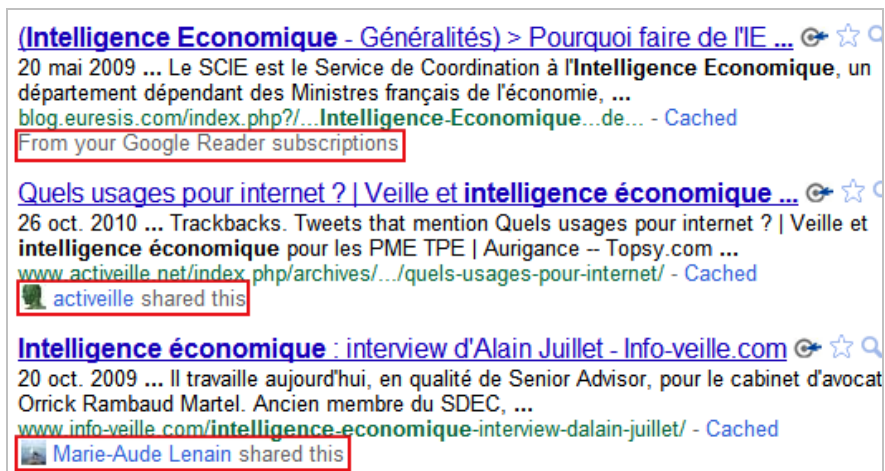 (Intelligence Economique - Généralités) > Pourquoi faire de l'IE ...
20 mai 2009 ... Le SCIE est le Service de Coordination à l'Intelligence Economique, un
département dépendant des Ministres français de l'économie, ...
blog.euresis.com/index.php?/...Intelligence-Economique...de... - Cached
From your Google Reader subscriptions
Quels usages pour internet ? | Veille et intelligence économique ...
26 oct. 2010 ... Trackbacks. Tweets that mention Quels usages pour internet ? | Veille et
intelligence économique pour les PME TPE | Aurigance -- Topsy.com ...
www.activeille.net/index.php/archives/.../quels-usages-pour-internet/ - Cached
activeille shared this
Intelligence économique : interview d'Alain Juillet - Info-veille.com
20 oct. 2009 ... Il travaille aujourd'hui, en qualité de Senior Advisor, pour le cabinet d'avocat
Orrick Rambaud Martel. Ancien membre du SDEC, ...
www.info-veille.com/intelligence-economique-interview-dalain-juillet/ - Cached
Marie-Aude Lenain shared this